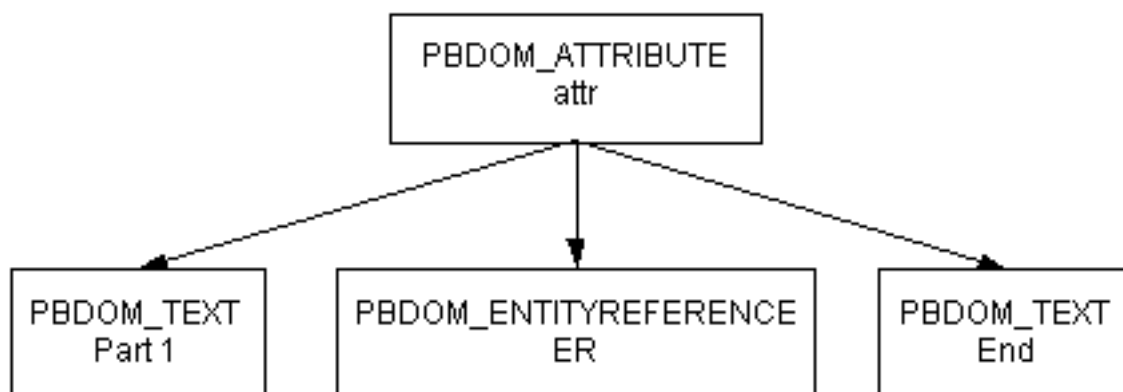 PBDOM_ATTRIBUTE
attr
PBDOM_TEXT
Part 1
PBDOM_ENTITYREFERENCE
ER
PBDOM_TEXT
End